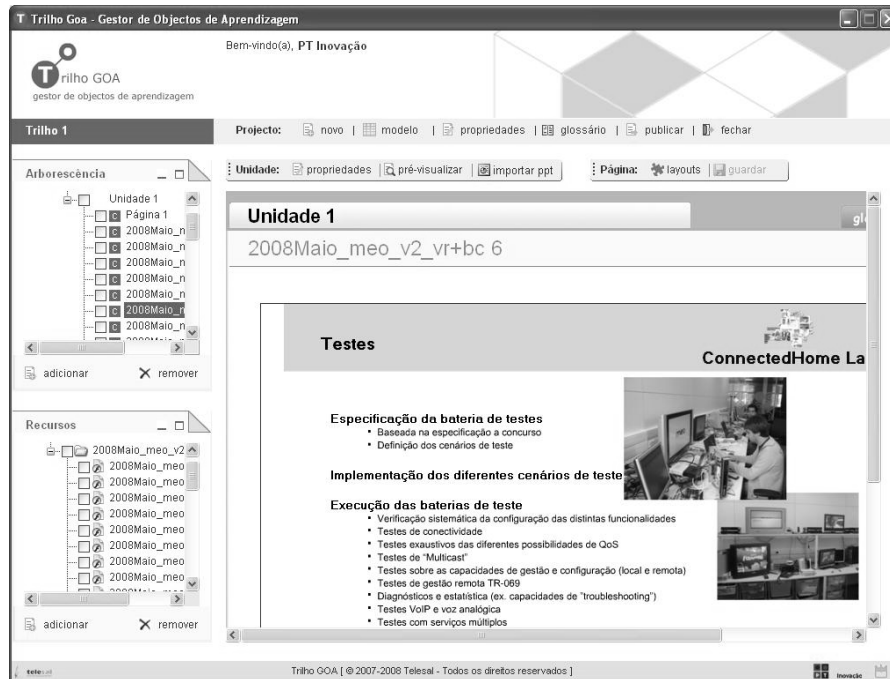 Trilho Goa - Gestor de Objectos de Aprendizagem
Bem-vindo(a), PT Inovação
Trilho GOA
gestor de objectos de aprendizagem
Trilho 1
Projecto: novo | modelo | propriedades | glossário | publicar | fechar
Arborescência
Unidade: propriedades | pré-visualizar | importar ppt
Página: layouts | guardar
Unidade 1
Página 1
2008Maio_n
2008Maio_n
2008Maio_n
2008Maio_n
2008Maio_n
2008Maio_n
2008Maio_n
adicionar remover
Recursos
2008Maio_meo_v2
2008Maio_meo
2008Maio_meo
2008Maio_meo
2008Maio_meo
2008Maio_meo
2008Maio_meo
2008Maio_meo
2008Maio_meo
adicionar remover
Unidade 1
2008Maio_meo_v2_vr+bc 6
Testes
ConnectedHome La
Especificação da bateria de testes
• Baseada na especificação a concurso
• Definição dos cenários de teste
Implementação dos diferentes cenários de teste
Execução das baterias de teste
• Verificação sistemática da configuração das distintas funcionalidades
• Testes de conectividade
• Testes exaustivos das diferentes possibilidades de QoS
• Testes de "Multicast"
• Testes sobre as capacidades de gestão e configuração (local e remota)
• Testes de gestão remota TR-069
• Diagnósticos e estatística (ex. capacidades de "troubleshooting")
• Testes VoIP e voz analógica
• Testes com serviços múltiplos
Trilho GOA [ @ 2007-2008 Telesal - Todos os direitos reservados ]
Inovação